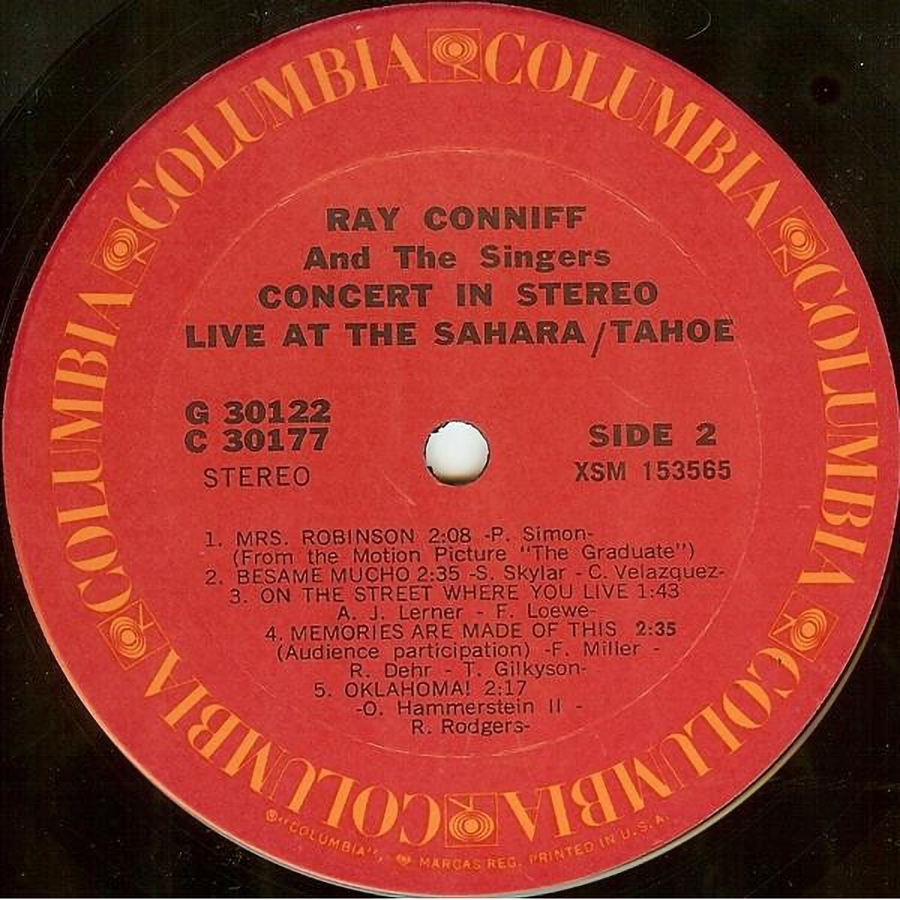 COLUMBIA COLUMBIA COLUMBIA COLUMBIA COLUMBIA COLUMBIA COLUMBIA
RAY CONNIFF
And The Singers
CONCERT IN STEREO
LIVE AT THE SAHARA/TAHOE
G 30122
C 30177
STEREO
SIDE 2
XSM 153565
1. MRS. ROBINSON 2:08 -P. Simon-
(From the Motion Picture "The Graduate")
2. BESAME MUCHO 2:35 -S. Skylar - C. Velazquez-
3. ON THE STREET WHERE YOU LIVE 1:43
A. J. Lerner - F. Loewe-
4. MEMORIES ARE MADE OF THIS 2:35
(Audience participation) -F. Miller -
R. Dehr - T. Gilkyson-
5. OKLAHOMA! 2:17
-O. Hammerstein II -
R. Rodgers-
®"COLUMBIA", MARCAS REG. PRINTED IN U.S.A.